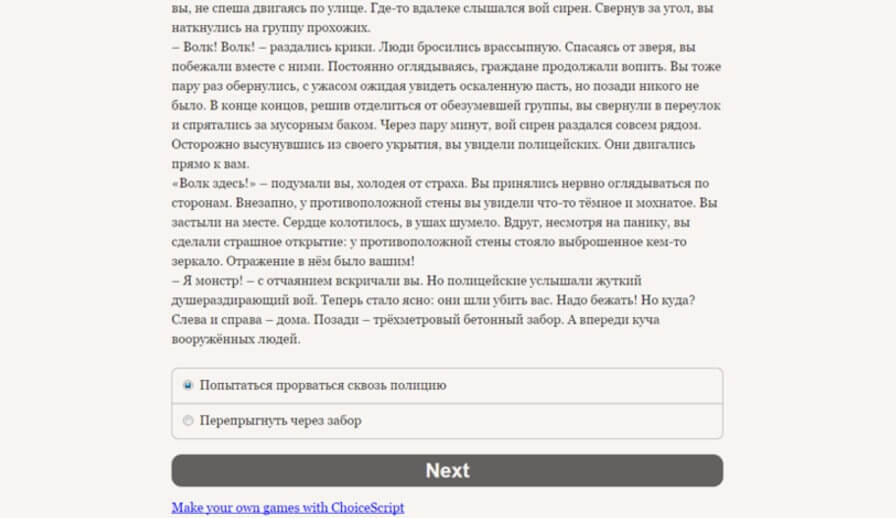 вы, не спеша двигаясь по улице. Где-то вдалеке слышался вой сирен. Свернув за угол, вы
наткнулись на группу прохожих.
– Волк! Волк! – раздались крики. Люди бросились врассыпную. Спасаясь от зверя, вы
побежали вместе с ними. Постоянно оглядываясь, граждане продолжали вопить. Вы тоже
пару раз обернулись, с ужасом ожидая увидеть оскаленную пасть, но позади никого не
было. В конце концов, решив отделиться от обезумевшей группы, вы свернули в переулок
и спрятались за мусорным баком. Через пару минут, вой сирен раздался совсем рядом.
Осторожно высунувшись из своего укрытия, вы увидели полицейских. Они двигались
прямо к вам.
«Волк здесь!» – подумали вы, холодея от страха. Вы принялись нервно оглядываться по
сторонам. Внезапно, у противоположной стены вы увидели что-то тёмное и мохнатое. Вы
застыли на месте. Сердце колотилось, в ушах шумело. Вдруг, несмотря на панику, вы
сделали страшное открытие: у противоположной стены стояло выброшенное кем-то
зеркало. Отражение в нём было вашим!
– Я монстр! – с отчаянием вскричали вы. Но полицейские услышали жуткий
душераздирающий вой. Теперь стало ясно: они шли убить вас. Надо бежать! Но куда?
Слева и справа – дома. Позади – трёхметровый бетонный забор. А впереди куча
вооружённых людей.
Попытаться прорваться сквозь полицию
Перепрыгнуть через забор
Next
Make your own games with ChoiceScript